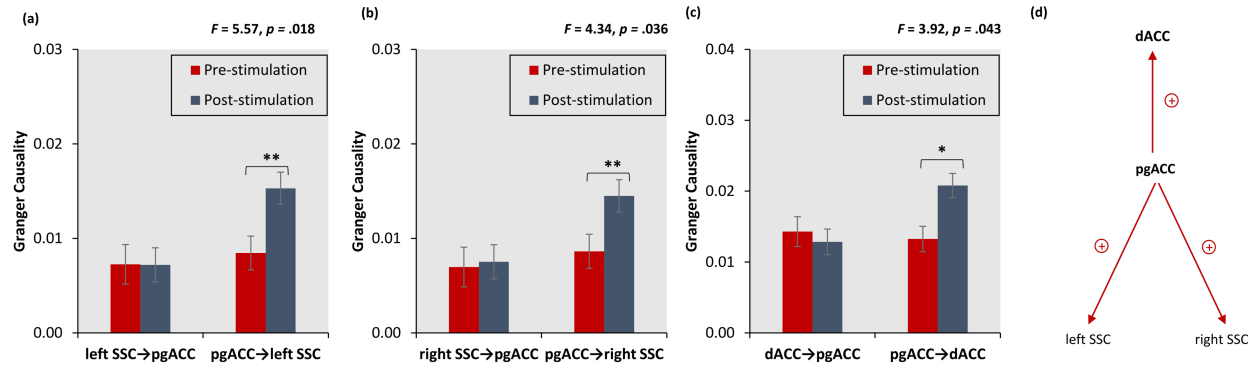 (a)
F = 5.57, p = .018
0.03
0.02
0.01
0.00
Granger Causality
Pre-stimulation
Post-stimulation
**
left SSC→pgACC
pgACC→left SSC
(b)
F = 4.34, p = .036
0.03
0.02
0.01
0.00
Granger Causality
Pre-stimulation
Post-stimulation
**
right SSC→pgACC
pgACC→right SSC
(c)
F = 3.92, p = .043
0.04
0.03
0.02
0.01
0.00
Granger Causality
Pre-stimulation
Post-stimulation
*
dACC→pgACC
pgACC→dACC
(d)
dACC
+
pgACC
+
+
left SSC
right SSC